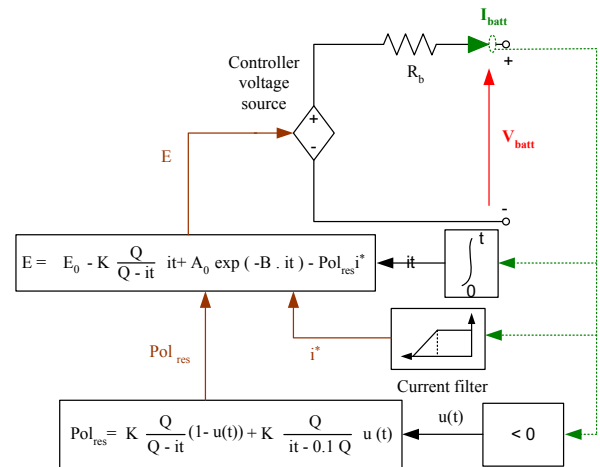 I_batt
Controller
voltage
source
R_b
+
+
-
V_batt
E
-
E = E_0 - K Q / (Q - it) it+ A_0 exp ( -B . it ) - Pol_res i*
it
t
∫
0
Pol_res
i*
Current filter
Pol_res = K Q / (Q - it) (1- u(t)) + K Q / (it - 0.1 Q) u (t)
u(t)
< 0